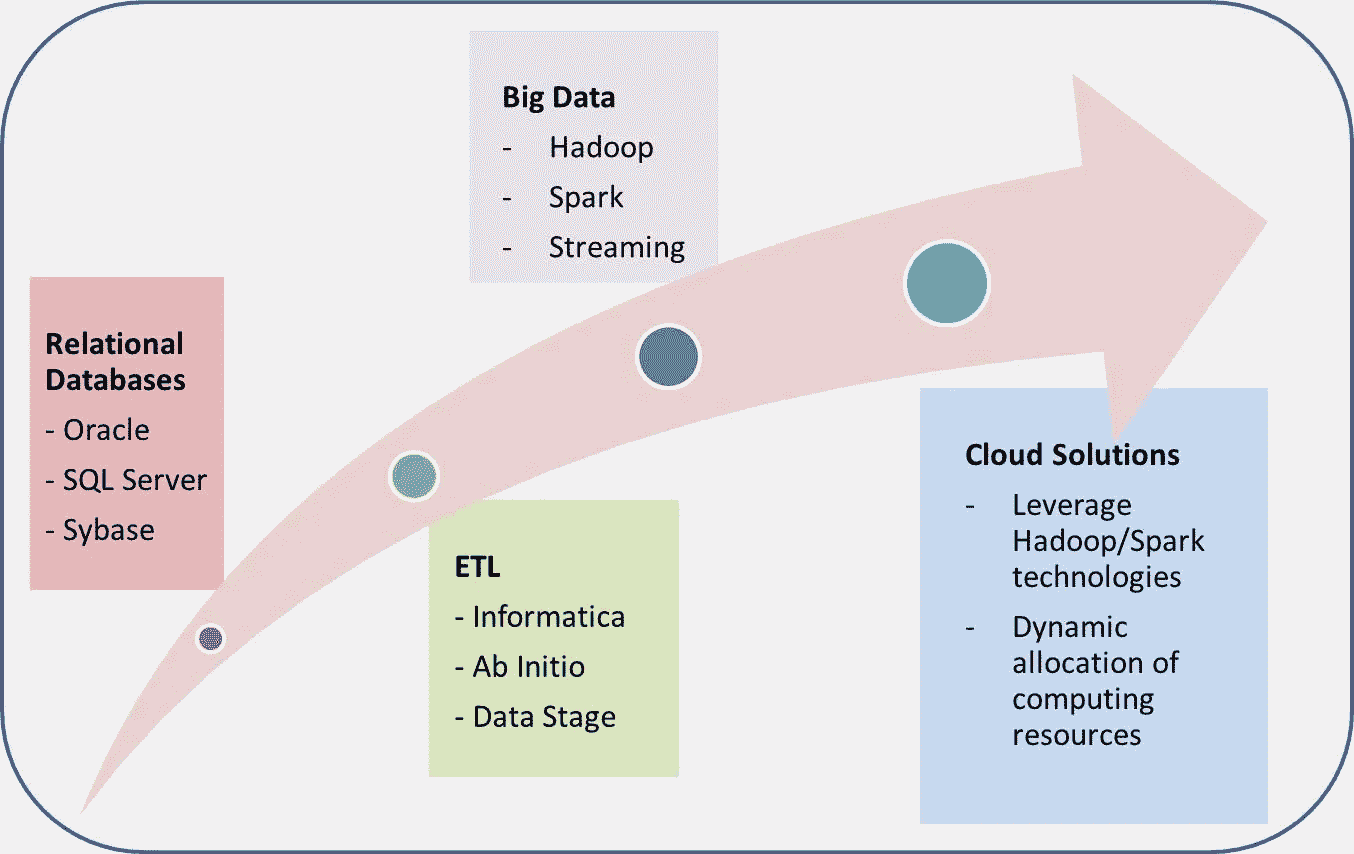 Big Data
- Hadoop
- Spark
- Streaming
Relational
Databases
- Oracle
- SQL Server
- Sybase
ETL
- Informatica
- Ab Initio
- Data Stage
Cloud Solutions
- Leverage
Hadoop/Spark
technologies
- Dynamic
allocation of
computing
resources